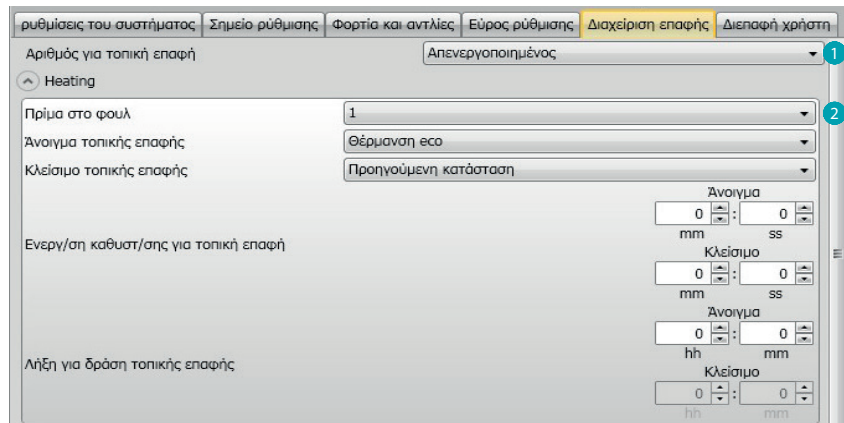 ρυθμίσεις του συστήματος Σημείο ρύθμισης Φορτία και αντλίες Εύρος ρύθμισης Διαχείριση επαφής Διεπαφή χρήστη
Αριθμός για τοπική επαφή Απενεργοποιημένος 1
Heating
Πρίμα στο φουλ 1 2
Άνοιγμα τοπικής επαφής Θέρμανση eco
Κλείσιμο τοπικής επαφής Προηγούμενη κατάσταση
Άνοιγμα
0 : 0
mm ss
Ενεργ/ση καθυστ/σης για τοπική επαφή
Κλείσιμο
0 : 0
mm ss
Άνοιγμα
0 : 0
hh mm
Λήξη για δράση τοπικής επαφής
Κλείσιμο
0 : 0
hh mm